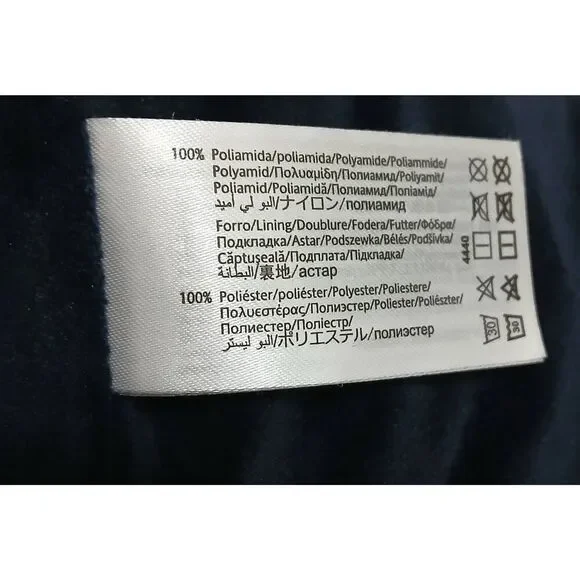 100% Poliamida/poliamida/Polyamide/Poliammide/
Polyamid/Πολυαμίδη/Полиамид/Poliyamit/
Poliamid/Poliamidă/Полиамид/Поліамід/
البو لي أميد/ナイロン/полиамид
Forro/Lining/Doublure/Fodera/Futter/Φόδρα/
Подкладка/Astar/Podszewka/Bélés/Podšívka/
Căptuşeală/Подплата/Підкладка/
البطانة/裏地/астар
100% Poliéster/poliéster/Polyester/Poliestere/
Πολυεστέρας/Полиэстер/Poliester/Poliészter/
Полиестер/Поліестр/
البو ليستر/ポリエステル/полиэстер
4440
30
30